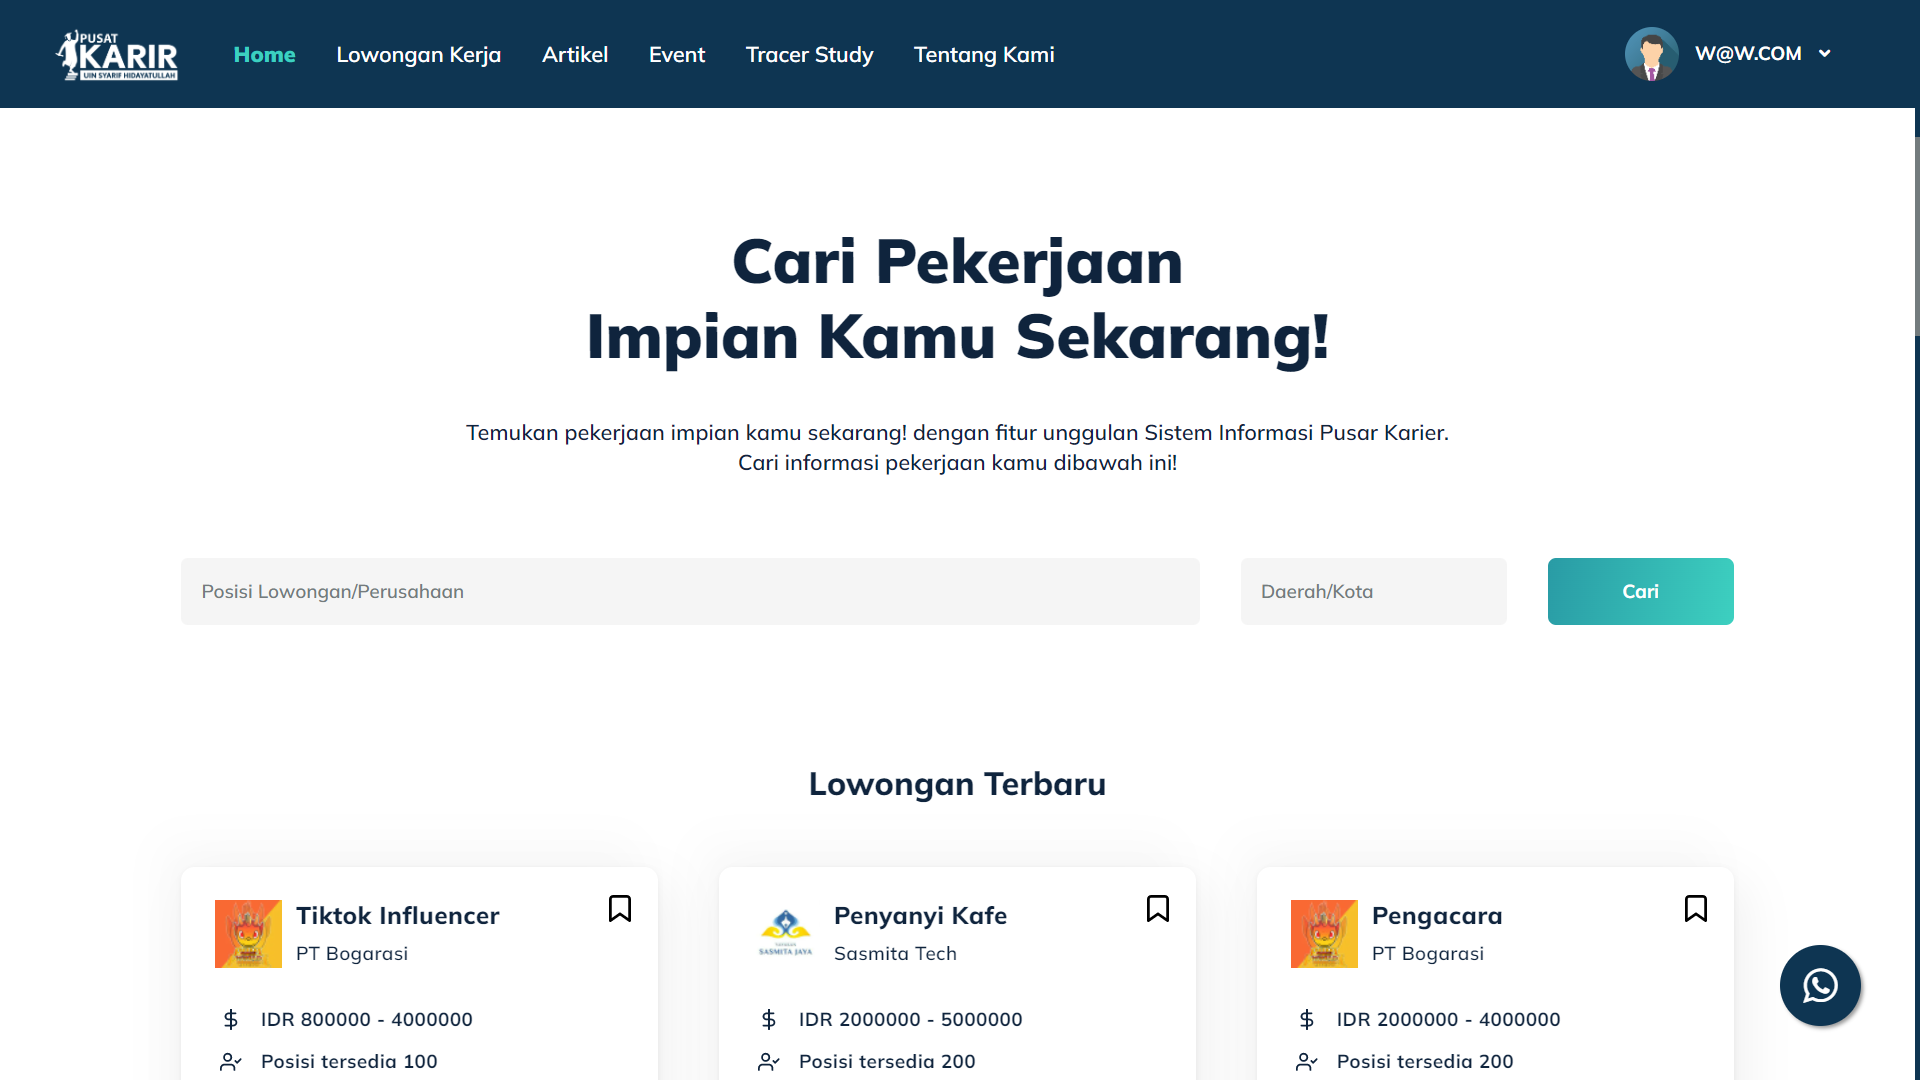 PUSAT
KARIR
UIN SYARIF HIDAYATULLAH
Home
Lowongan Kerja
Artikel
Event
Tracer Study
Tentang Kami
W@W.COM
Cari Pekerjaan
Impian Kamu Sekarang!
Temukan pekerjaan impian kamu sekarang! dengan fitur unggulan Sistem Informasi Pusar Karier.
Cari informasi pekerjaan kamu dibawah ini!
Posisi Lowongan/Perusahaan
Daerah/Kota
Cari
Lowongan Terbaru
Tiktok Influencer
PT Bogarasi
IDR 800000 - 4000000
Posisi tersedia 100
SASMITA JAYA
Penyanyi Kafe
Sasmita Tech
IDR 2000000 - 5000000
Posisi tersedia 200
Pengacara
PT Bogarasi
IDR 2000000 - 4000000
Posisi tersedia 200